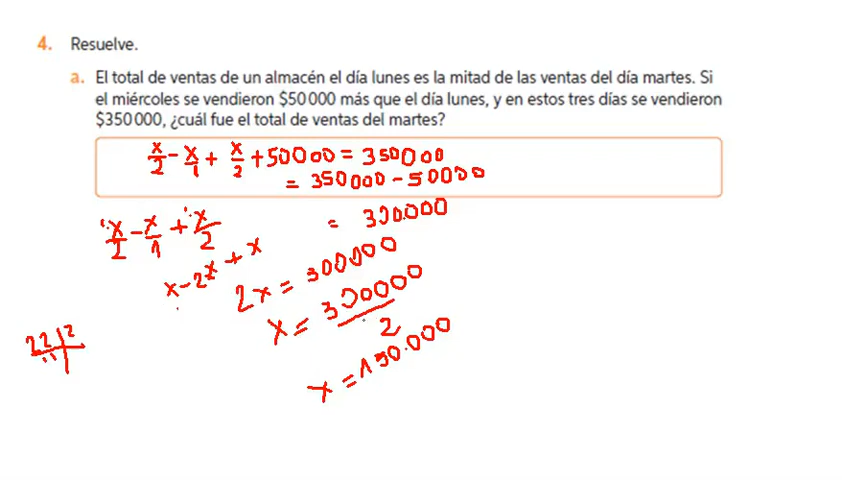 4. Resuelve.
a. El total de ventas de un almacén el día lunes es la mitad de las ventas del día martes. Si
el miércoles se vendieron $50 000 más que el día lunes, y en estos tres días se vendieron
$350 000, ¿cuál fue el total de ventas del martes?
x/2 - x/1 + x/2 + 50000 = 350000
= 350000 - 50000
= 300.000
x/2 - x/1 + x/2
x - 2x + x
2x = 300000
x = 300000/2
x = 150.000
22 2